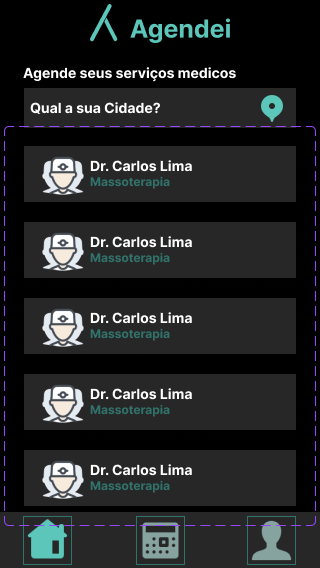 Agendei
Agende seus serviços medicos
Qual a sua Cidade?
Dr. Carlos Lima
Massoterapia
Dr. Carlos Lima
Massoterapia
Dr. Carlos Lima
Massoterapia
Dr. Carlos Lima
Massoterapia
Dr. Carlos Lima
Massoterapia